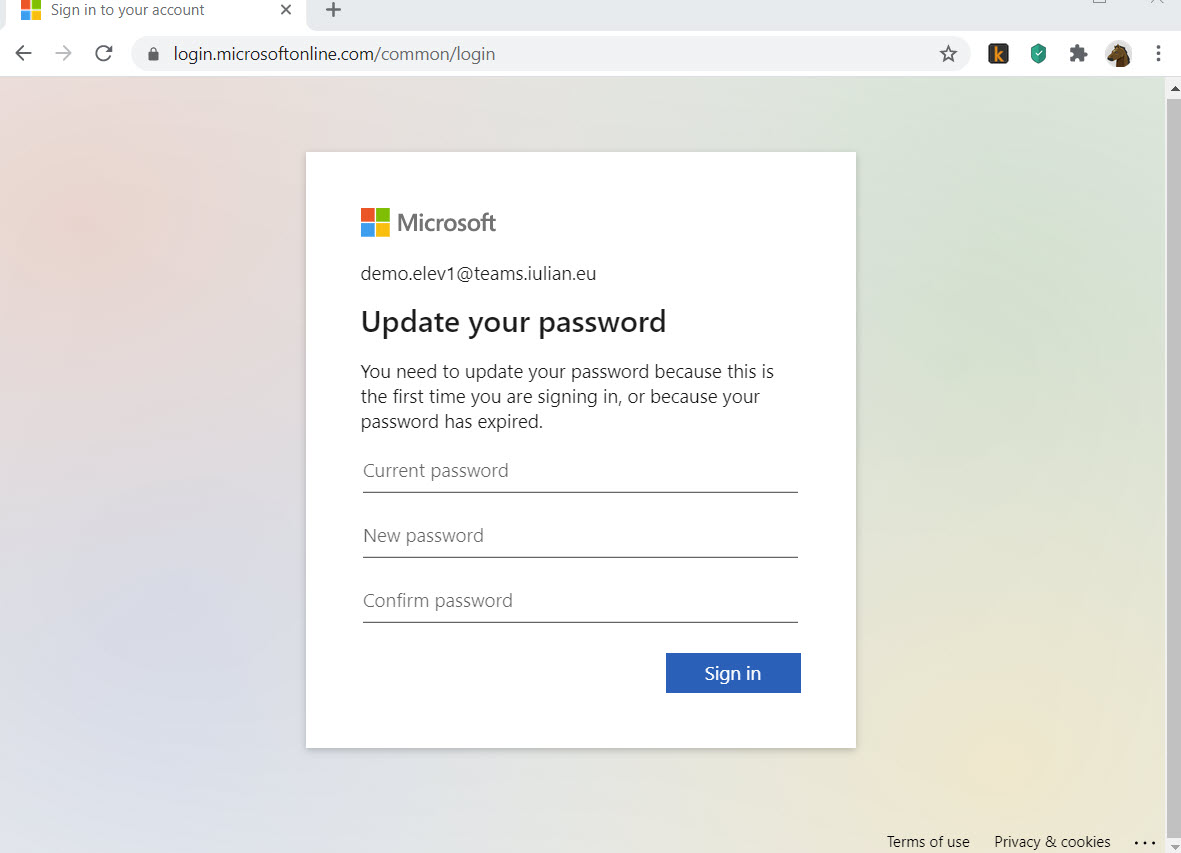 Sign in to your account
login.microsoftonline.com/common/login
k
Microsoft
demo.elev1@teams.iulian.eu
Update your password
You need to update your password because this is
the first time you are signing in, or because your
password has expired.
Current password
New password
Confirm password
Sign in
Terms of use Privacy & cookies ...